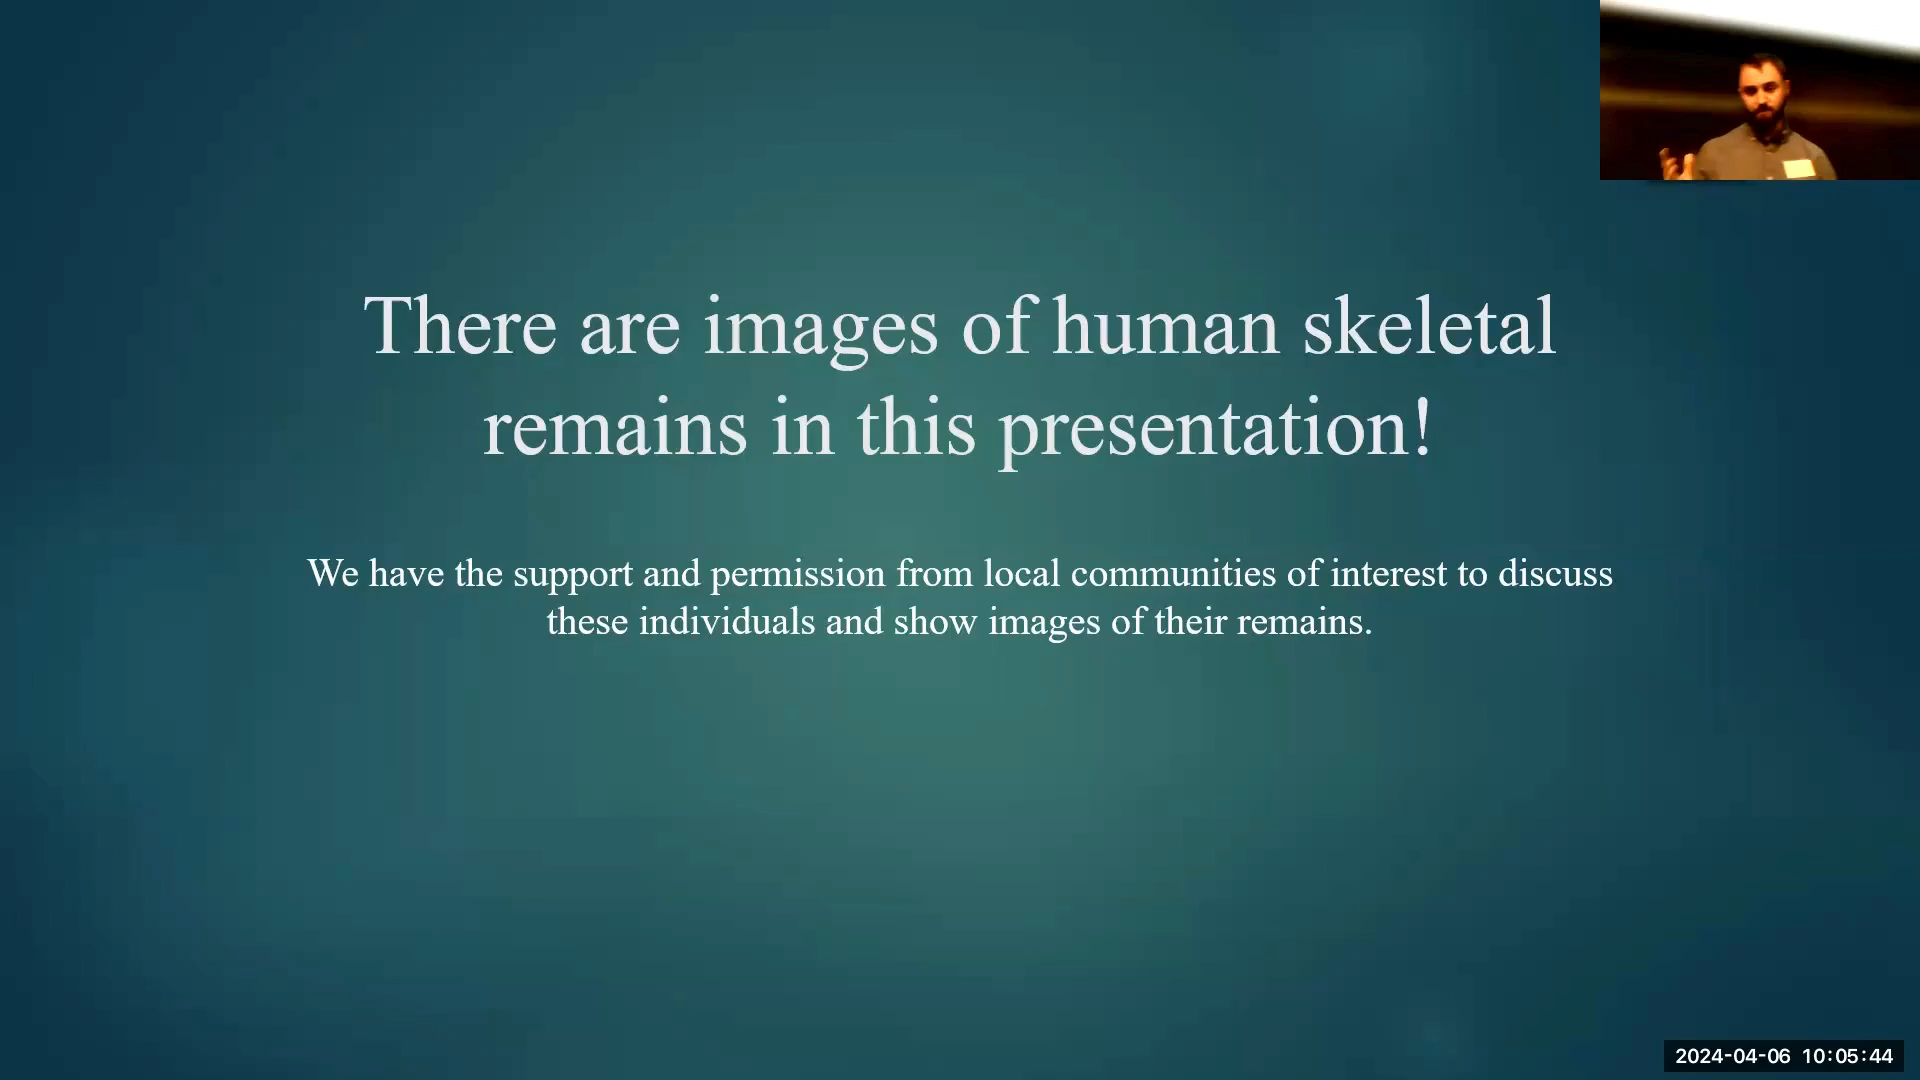 There are images of human skeletal
remains in this presentation!
We have the support and permission from local communities of interest to discuss
these individuals and show images of their remains.
2024-04-06 10:05:44